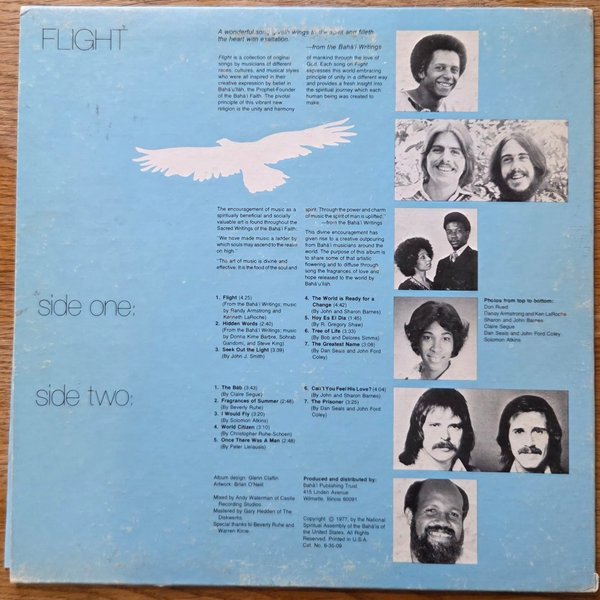 FLIGHT
A wonderful song giveth wings to the spirit and filleth
the heart with exaltation.
—from the Bahá'í Writings
Flight is a collection of original
songs by musicians of different
races, cultures, and musical styles
who were all inspired in their
creative expression by belief in
Bahá'u'lláh, the Prophet-Founder
of the Bahá'í Faith. The pivotal
principle of this vibrant new
religion is the unity and harmony
of mankind through the love of
God. Each song on Flight
expresses this world embracing
principle of unity in a different way
and provides a fresh insight into
the spiritual journey which each
human being was created to
make.
The encouragement of music as a
spiritually beneficial and socially
valuable art is found throughout the
Sacred Writings of the Bahá'í Faith:
"We have made music a ladder by
which souls may ascend to the realm
on high."
"The art of music is divine and
effective. It is the food of the soul and
spirit. Through the power and charm
of music the spirit of man is uplifted."
—from the Bahá'í Writings
This divine encouragement has
given rise to a creative outpouring
from Bahá'í musicians around the
world. The purpose of this album is
to share some of that artistic
flowering and to diffuse through
song the fragrances of love and hope
released to the world by
Bahá'u'lláh.
side one:
1. Flight (4:25)
(From the Bahá'í Writings; music
by Randy Armstrong and
Kenneth LaRoche)
2. Hidden Words (2:40)
(From the Bahá'í Writings; music
by Donna Kime Bartee, Sohrab
Gandomi, and Steve King)
3. Seek Out the Light (3:39)
(By John J. Smith)
4. The World is Ready for a
Change (4:42)
(By John and Sharon Barnes)
5. Hoy Es El Dia (1:45)
(By R. Gregory Shaw)
6. Tree of Life (3:33)
(By Bob and Delores Simms)
7. The Greatest Name (3:06)
(By Dan Seals and John Ford
Coley)
Photos from top to bottom:
Don Rued
Danny Armstrong and Ken LaRoche
Sharon and John Barnes
Claire Segue
Dan Seals and John Ford Coley
Solomon Atkins
side two:
1. The Báb (3:43)
(By Claire Segue)
2. Fragrances of Summer (2:46)
(By Beverly Ruhe)
3. I Would Fly (3:20)
(By Solomon Atkins)
4. World Citizen (3:10)
(By Christopher Ruhe-Schoen)
5. Once There Was A Man (2:48)
(By Peter Lielausis)
6. Can't You Feel His Love? (4:04)
(By John and Sharon Barnes)
7. The Prisoner (3:25)
(By Dan Seals and John Ford
Coley)
Album design: Glenn Claflin
Artwork: Brian O'Neill
Mixed by Andy Waterman of Castle
Recording Studios.
Mastered by Gary Hedden of The
Diskwerks.
Special thanks to Beverly Ruhe and
Warren
Produced and distributed by:
Bahá'í Publishing Trust
415 Linden Avenue
Wilmette, Illinois 60091
Copyright © 1977, by the National
Spiritual Assembly of the Bahá'ís of
the United States. All Rights
Reserved. Printed in U.S.A.
Cat. No. 6-35-09